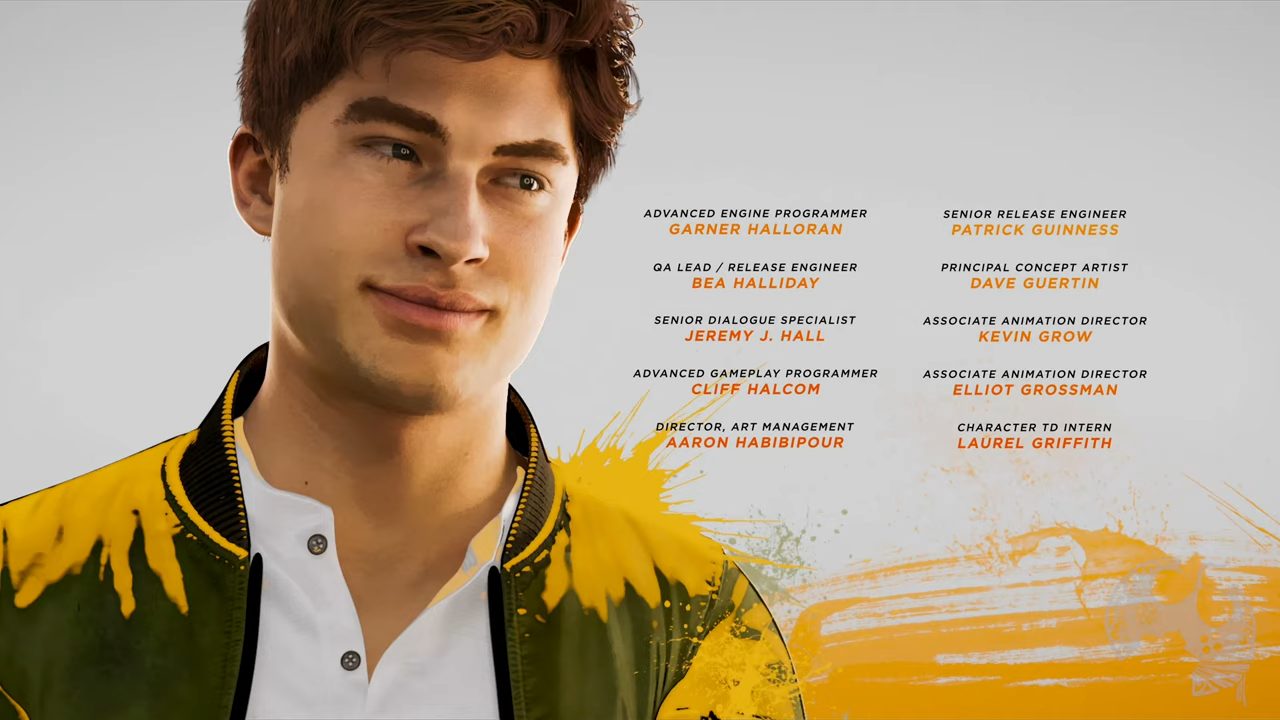 ADVANCED ENGINE PROGRAMMER
GARNER HALLORAN
QA LEAD / RELEASE ENGINEER
BEA HALLIDAY
SENIOR DIALOGUE SPECIALIST
JEREMY J. HALL
ADVANCED GAMEPLAY PROGRAMMER
CLIFF HALCOM
DIRECTOR, ART MANAGEMENT
AARON HABIBIPOUR
SENIOR RELEASE ENGINEER
PATRICK GUINNESS
PRINCIPAL CONCEPT ARTIST
DAVE GUERTIN
ASSOCIATE ANIMATION DIRECTOR
KEVIN GROW
ASSOCIATE ANIMATION DIRECTOR
ELLIOT GROSSMAN
CHARACTER TD INTERN
LAUREL GRIFFITH